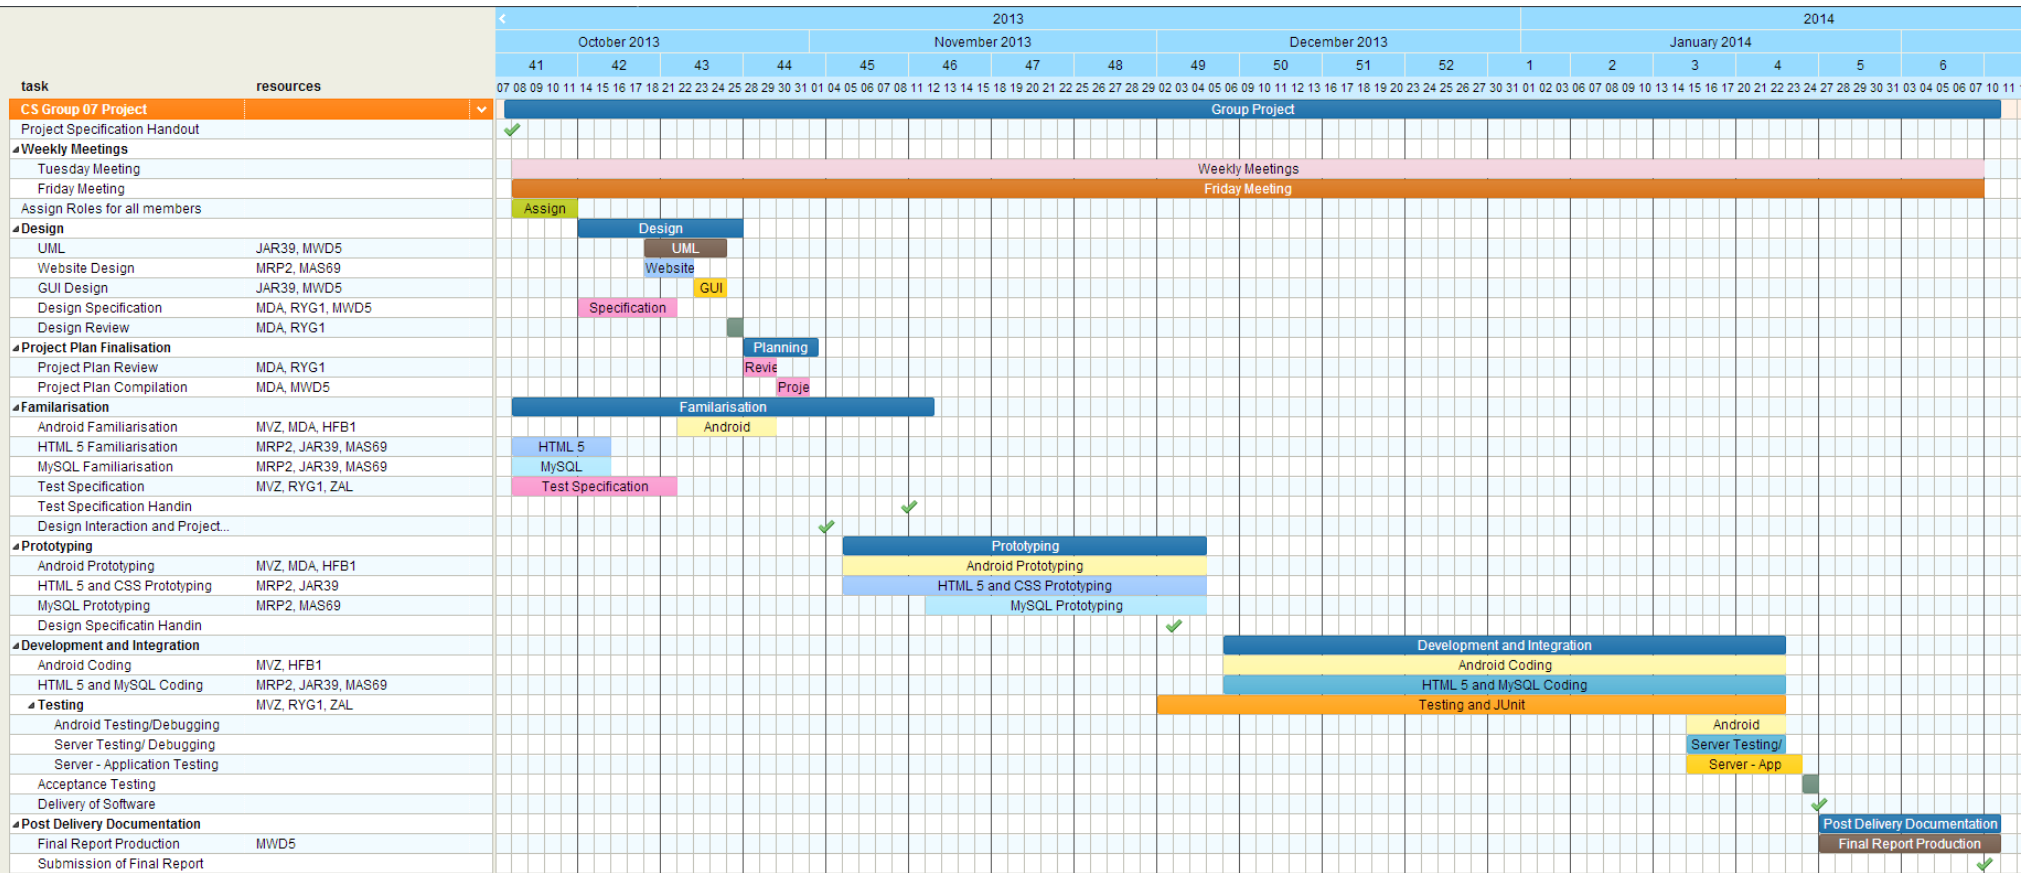 2013 2014
October 2013 November 2013 December 2013 January 2014
41 42 43 44 45 46 47 48 49 50 51 52 1 2 3 4 5 6
task resources 07 08 09 10 11 14 15 16 17 18 21 22 23 24 25 28 29 30 31 01 04 05 06 07 08 11 12 13 14 15 18 19 20 21 22 25 26 27 28 29 02 03 04 05 06 09 10 11 12 13 16 17 18 19 20 23 24 25 26 27 30 31 01 02 03 06 07 08 09 10 13 14 15 16 17 20 21 22 23 24 27 28 29 30 31 03 04 05 06 07 10 11
CS Group 07 Project Group Project
Project Specification Handout
Weekly Meetings
Tuesday Meeting Weekly Meetings
Friday Meeting Friday Meeting
Assign Roles for all members Assign
Design Design
UML JAR39, MWD5 UML
Website Design MRP2, MAS69 Website
GUI Design JAR39, MWD5 GUI
Design Specification MDA, RYG1, MWD5 Specification
Design Review MDA, RYG1
Project Plan Finalisation Planning
Project Plan Review MDA, RYG1 Revie
Project Plan Compilation MDA, MWD5 Proje
Familarisation Familarisation
Android Familiarisation MVZ, MDA, HFB1 Android
HTML 5 Familiarisation MRP2, JAR39, MAS69 HTML 5
MySQL Familiarisation MRP2, JAR39, MAS69 MySQL
Test Specification MVZ, RYG1, ZAL Test Specification
Test Specification Handin
Design Interaction and Project...
Prototyping Prototyping
Android Prototyping MVZ, MDA, HFB1 Android Prototyping
HTML 5 and CSS Prototyping MRP2, JAR39 HTML 5 and CSS Prototyping
MySQL Prototyping MRP2, MAS69 MySQL Prototyping
Design Specificatin Handin
Development and Integration Development and Integration
Android Coding MVZ, HFB1 Android Coding
HTML 5 and MySQL Coding MRP2, JAR39, MAS69 HTML 5 and MySQL Coding
Testing MVZ, RYG1, ZAL Testing and JUnit
Android Testing/Debugging Android
Server Testing/ Debugging Server Testing/
Server - Application Testing Server - App
Acceptance Testing
Delivery of Software
Post Delivery Documentation Post Delivery Documentation
Final Report Production MWD5 Final Report Production
Submission of Final Report